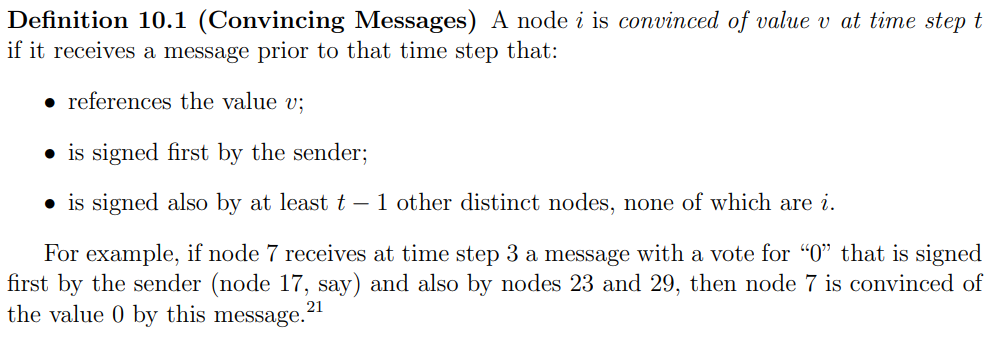 Definition 10.1 (Convincing Messages) A node i is convinced of value v at time step t
if it receives a message prior to that time step that:
• references the value v;
• is signed first by the sender;
• is signed also by at least t − 1 other distinct nodes, none of which are i.
For example, if node 7 receives at time step 3 a message with a vote for “0” that is signed
first by the sender (node 17, say) and also by nodes 23 and 29, then node 7 is convinced of
the value 0 by this message.²¹